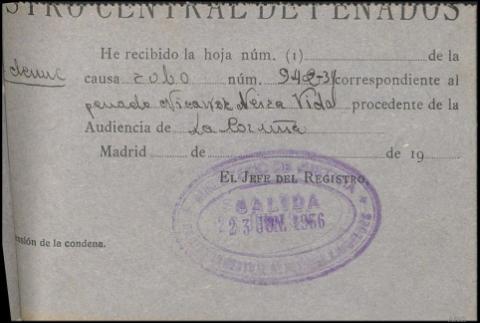 STRO CENTRAL DE PENADOS
He recibido la hoja núm. (1) de la
causa robo núm. 942-31 correspondiente al
penado Nicanor Neira Vidal procedente de la
Audiencia de La Coruña
Madrid de de 19
EL JEFE DEL REGISTRO,
SALIDA
23 JUN. 1956
sión de la condena.